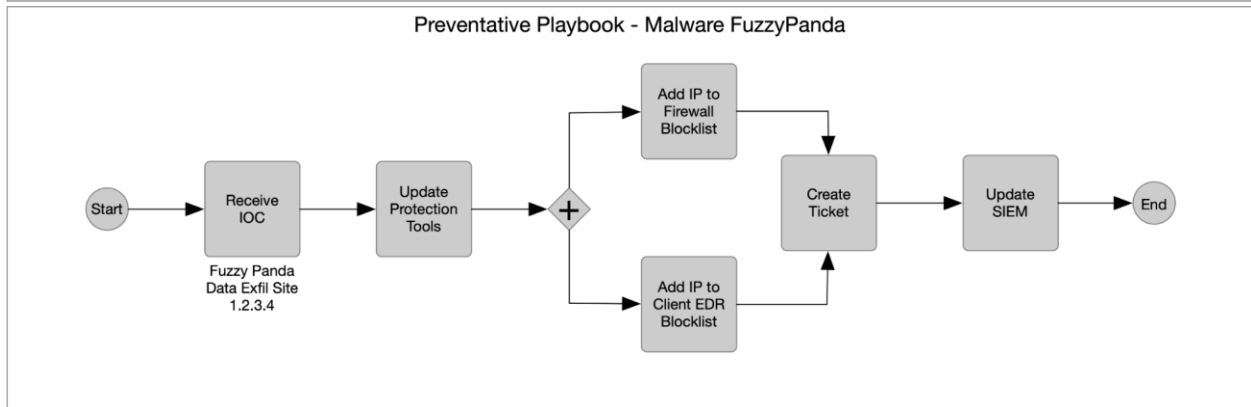 Preventative Playbook - Malware FuzzyPanda
Start
Receive
IOC
Fuzzy Panda
Data Exfil Site
1.2.3.4
Update
Protection
Tools
+
Add IP to
Firewall
Blocklist
Add IP to
Client EDR
Blocklist
Create
Ticket
Update
SIEM
End